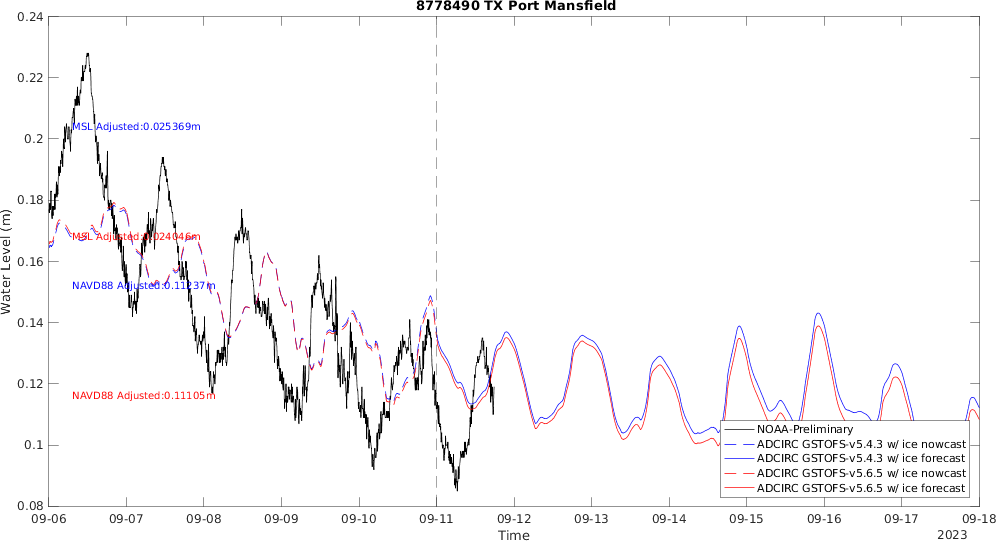 8778490 TX Port Mansfield
0.24
0.22
0.2
0.18
0.16
0.14
0.12
0.1
0.08
Water Level (m)
MSL Adjusted:0.025369m
MSL Adjusted:0.024046m
NAVD88 Adjusted:0.11237m
NAVD88 Adjusted:0.11105m
NOAA-Preliminary
ADCIRC GSTOFS-v5.4.3 w/ ice nowcast
ADCIRC GSTOFS-v5.4.3 w/ ice forecast
ADCIRC GSTOFS-v5.6.5 w/ ice nowcast
ADCIRC GSTOFS-v5.6.5 w/ ice forecast
09-06 09-07 09-08 09-09 09-10 09-11 09-12 09-13 09-14 09-15 09-16 09-17 09-18
Time
2023